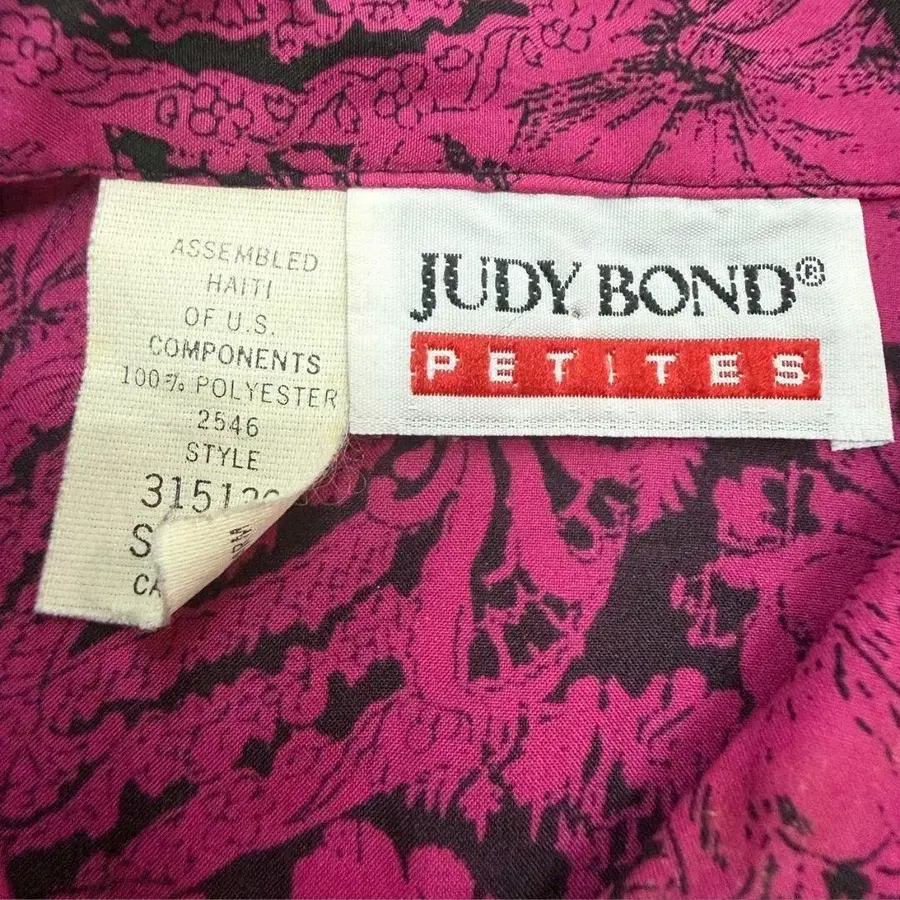 ASSEMBLED
HAITI
OF U.S.
COMPONENTS
100% POLYESTER
2546
STYLE
JUDY BOND®
PETITES